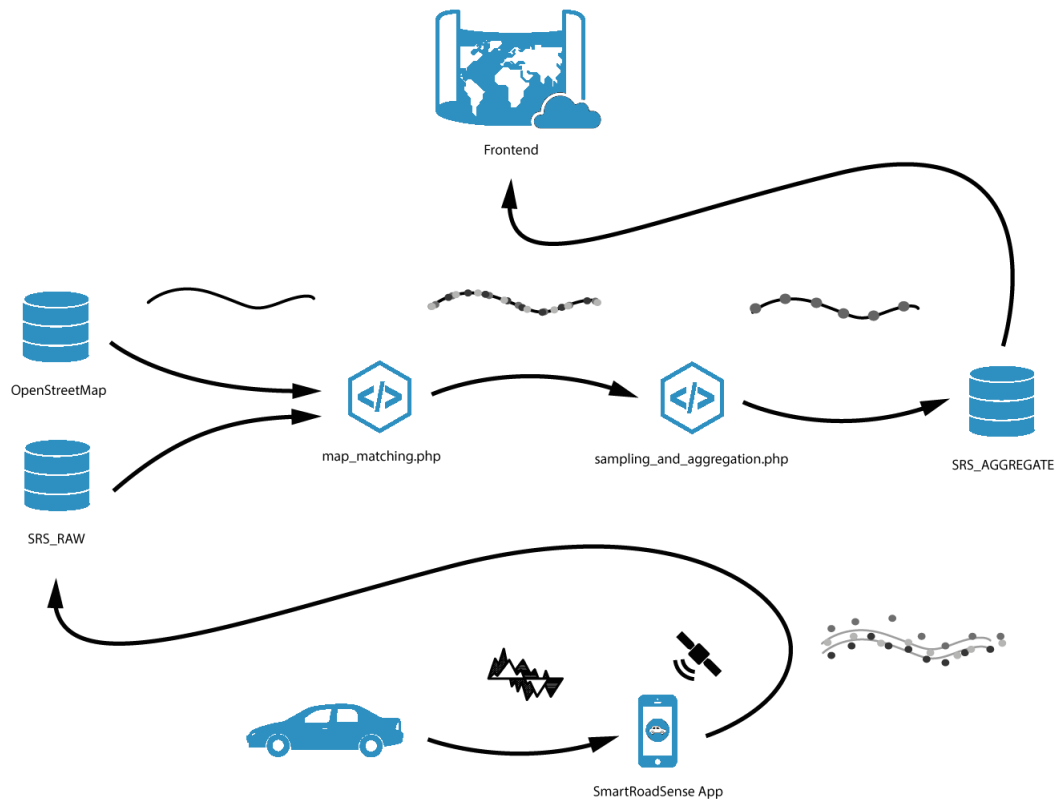 Frontend
OpenStreetMap
map_matching.php
sampling_and_aggregation.php
SRS_AGGREGATE
SRS_RAW
SmartRoadSense App